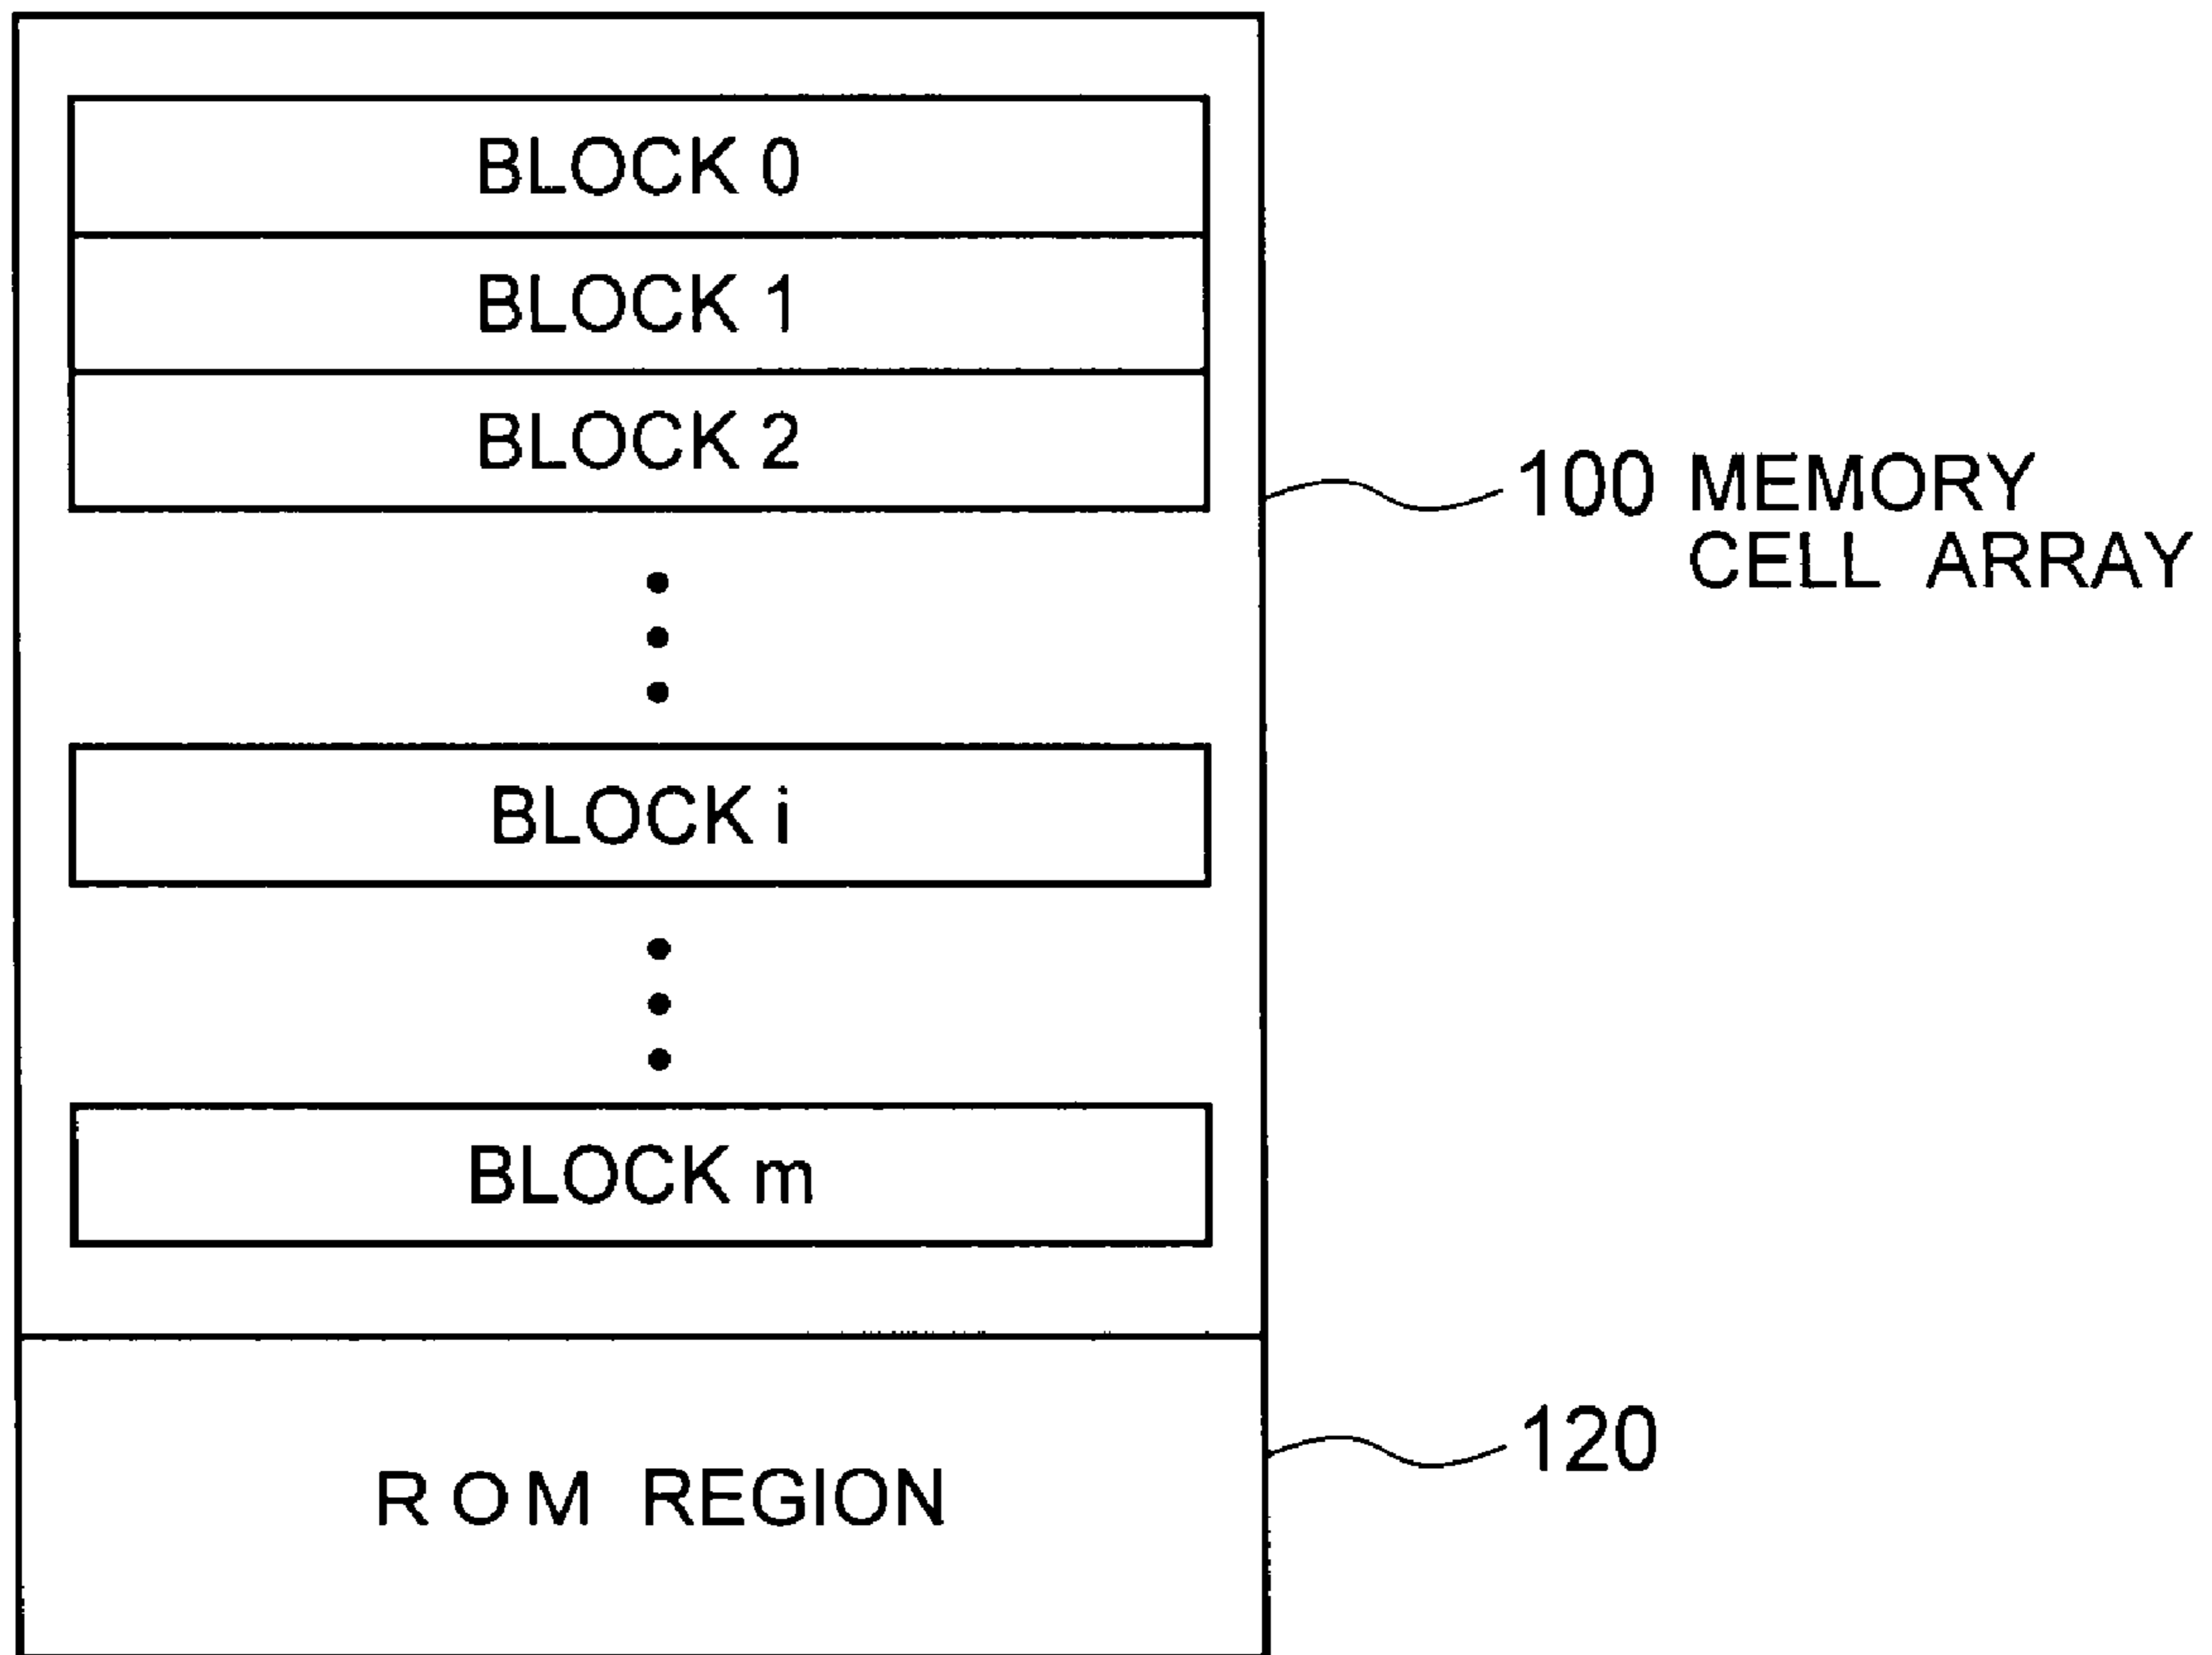 BLOCK 0
BLOCK 1
BLOCK 2
100 MEMORY
CELL ARRAY
BLOCK i
BLOCK m
120
ROM REGION